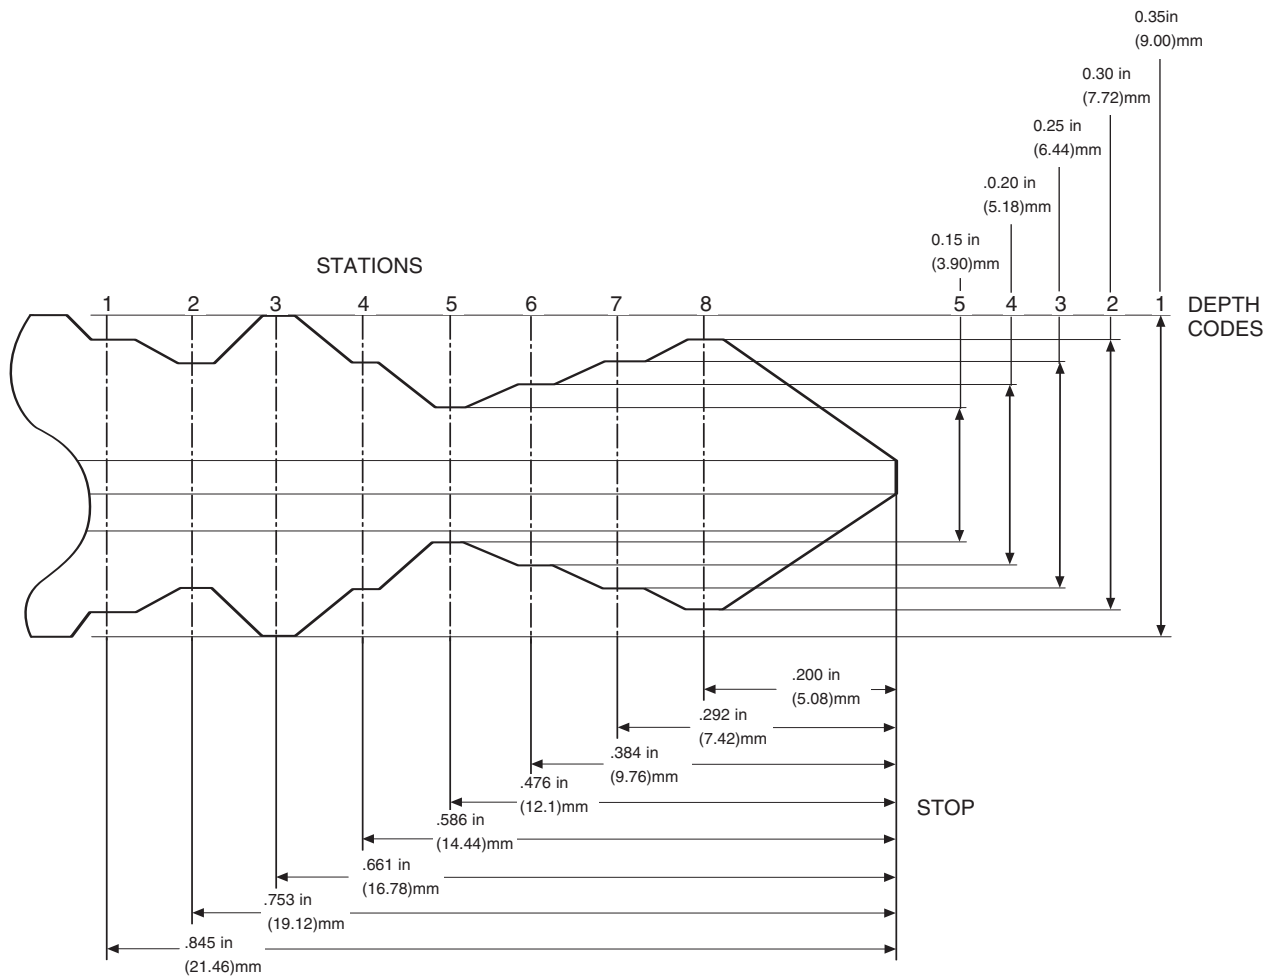 0.35in
(9.00)mm
0.30 in
(7.72)mm
0.25 in
(6.44)mm
.0.20 in
(5.18)mm
0.15 in
(3.90)mm
STATIONS
1 2 3 4 5 6 7 8 5 4 3 2 1 DEPTH
CODES
.200 in
(5.08)mm
.292 in
(7.42)mm
.384 in
(9.76)mm
.476 in
(12.1)mm
STOP
.586 in
(14.44)mm
.661 in
(16.78)mm
.753 in
(19.12)mm
.845 in
(21.46)mm